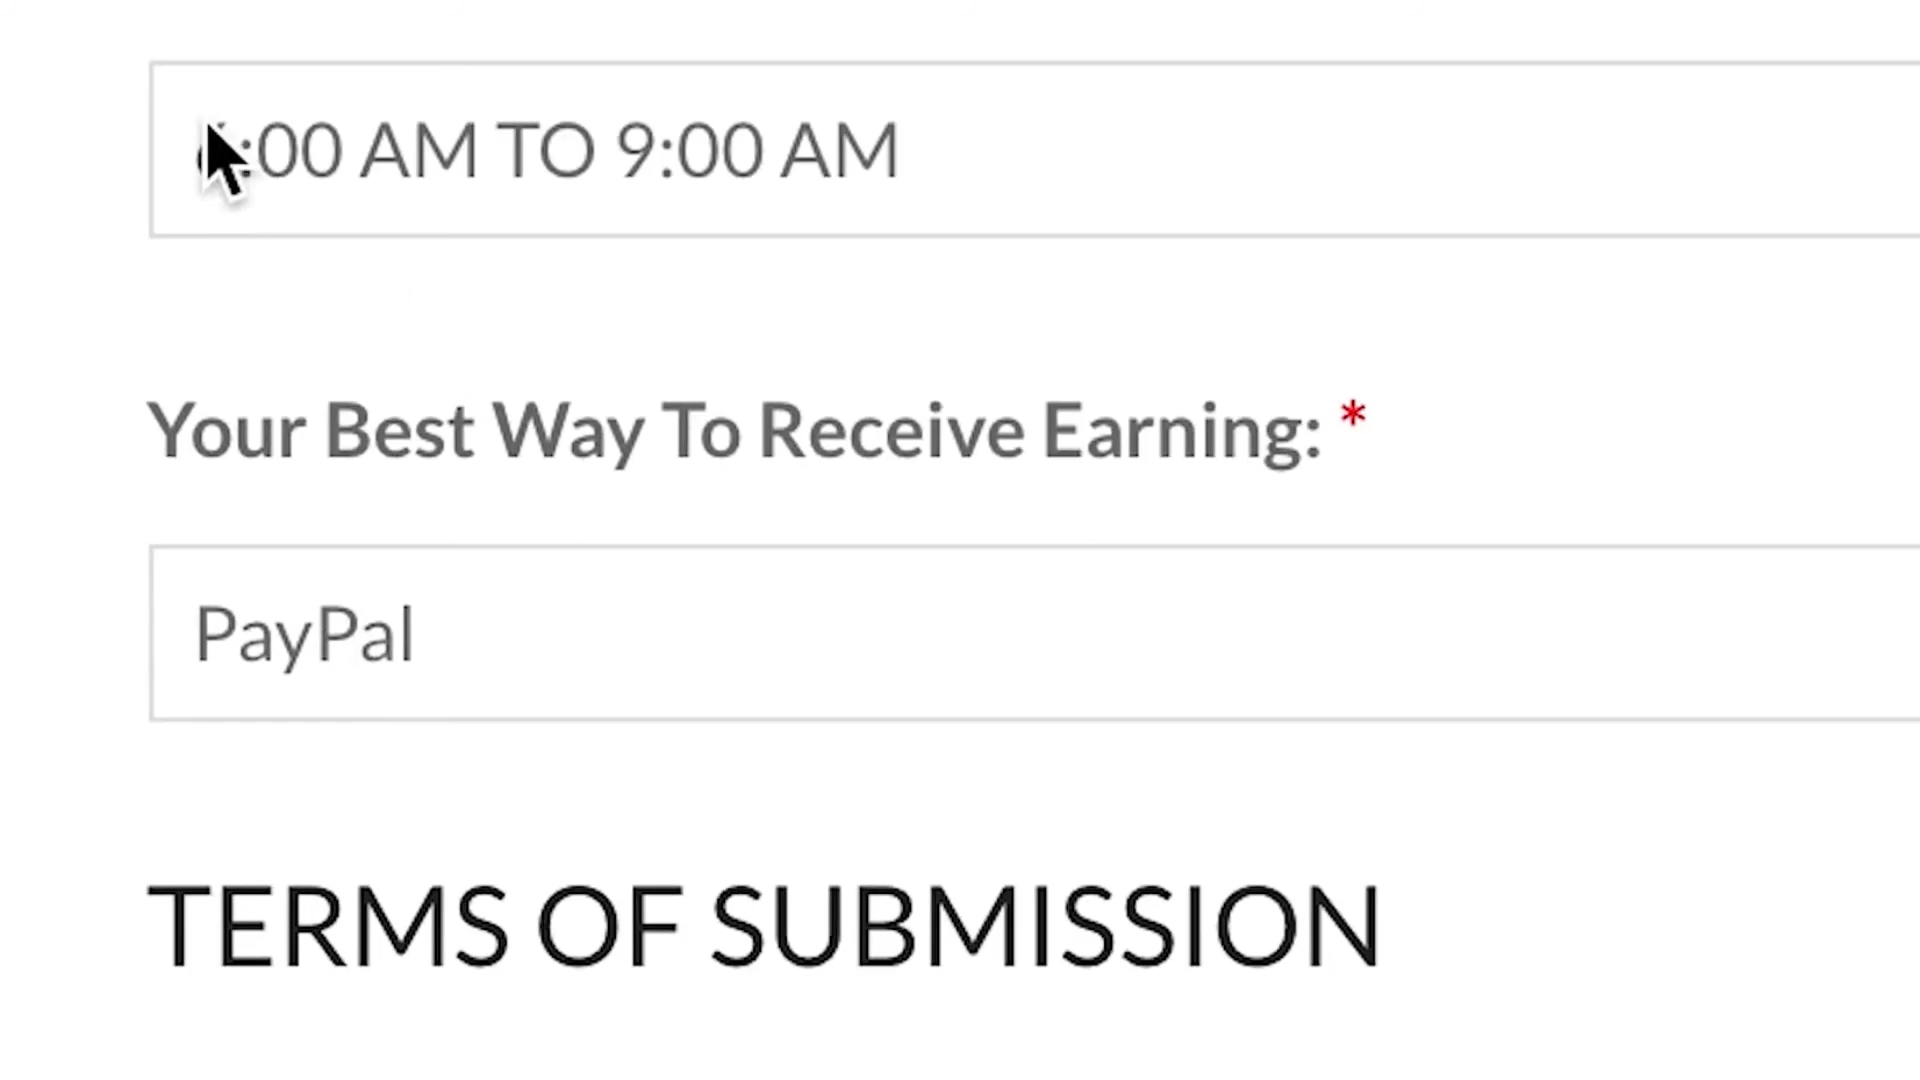 :00 AM TO 9:00 AM
Your Best Way To Receive Earning: *
PayPal
TERMS OF SUBMISSION